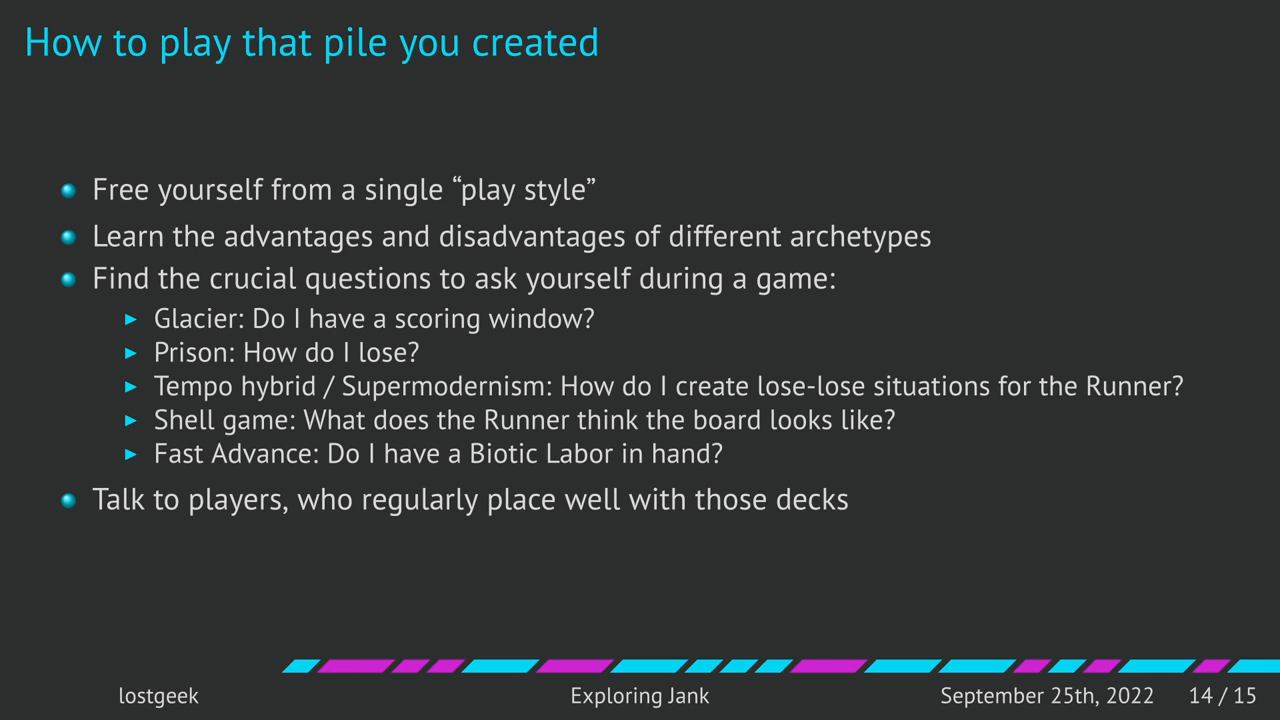 How to play that pile you created
Free yourself from a single “play style”
Learn the advantages and disadvantages of different archetypes
Find the crucial questions to ask yourself during a game:
Glacier: Do I have a scoring window?
Prison: How do I lose?
Tempo hybrid / Supermodernism: How do I create lose-lose situations for the Runner?
Shell game: What does the Runner think the board looks like?
Fast Advance: Do I have a Biotic Labor in hand?
Talk to players, who regularly place well with those decks
lostgeek Exploring Jank September 25th, 2022 14 / 15